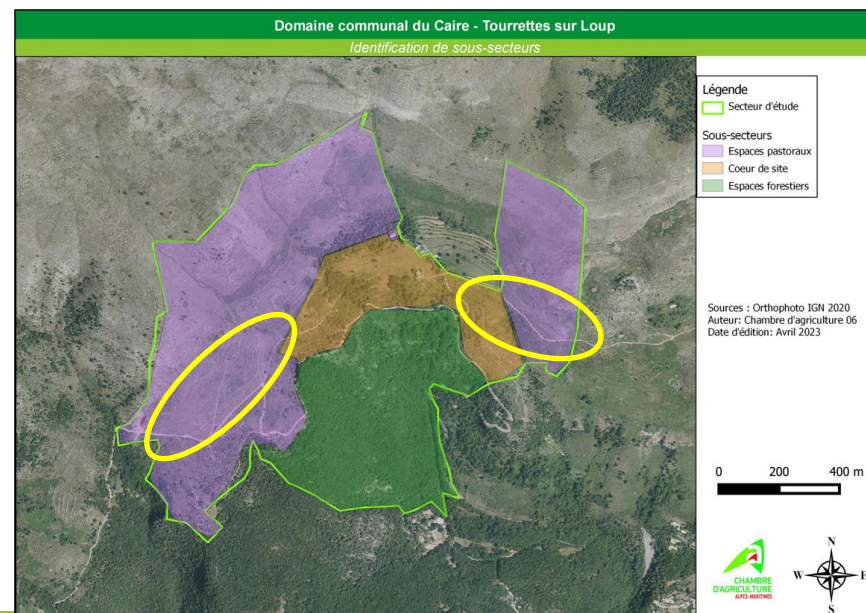 Domaine communal du Caire - Tourrettes sur Loup
Identification de sous-secteurs
Légende
Secteur d'étude
Sous-secteurs
Espaces pastoraux
Coeur de site
Espaces forestiers
Sources : Orthophoto IGN 2020
Auteur: Chambre d'agriculture 06
Date d'édition: Avril 2023
0 200 400 m
CHAMBRE
D'AGRICULTURE
ALPES-MARITIMES
N
W E
S